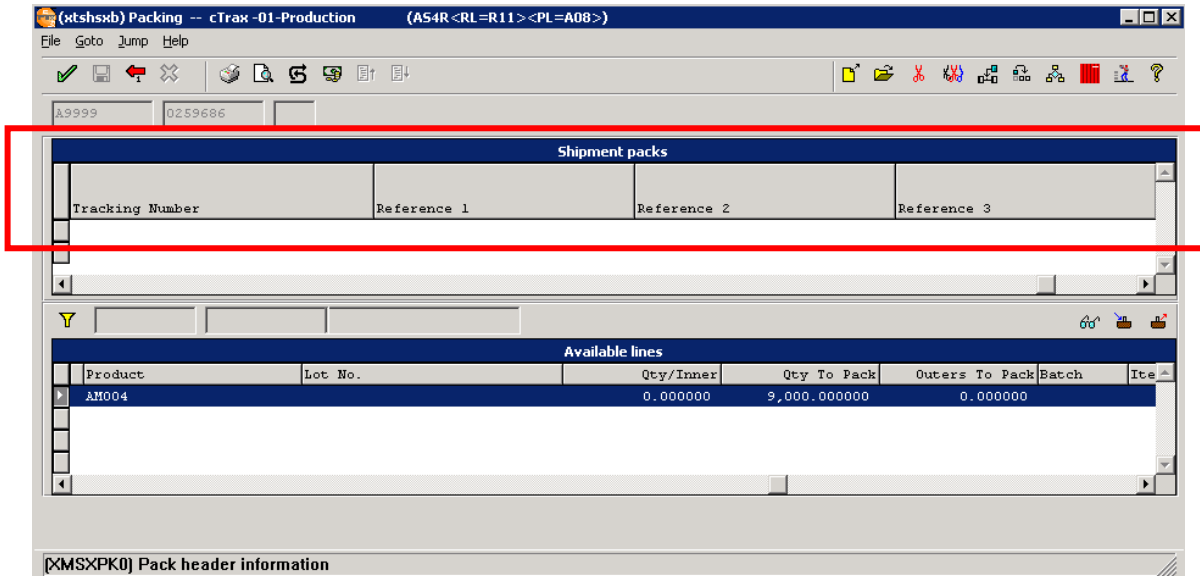 (xtshsxb) Packing -- cTrax -01-Production (AS4R<RL=R11><PL=A08>)
File Goto Jump Help
A9999 0259686
Shipment packs
Tracking Number Reference 1 Reference 2 Reference 3
Available lines
Product Lot No. Qty/Inner Qty To Pack Outers To Pack Batch Ite
AM004 0.000000 9,000.000000 0.000000
(XMSXPK0) Pack header information